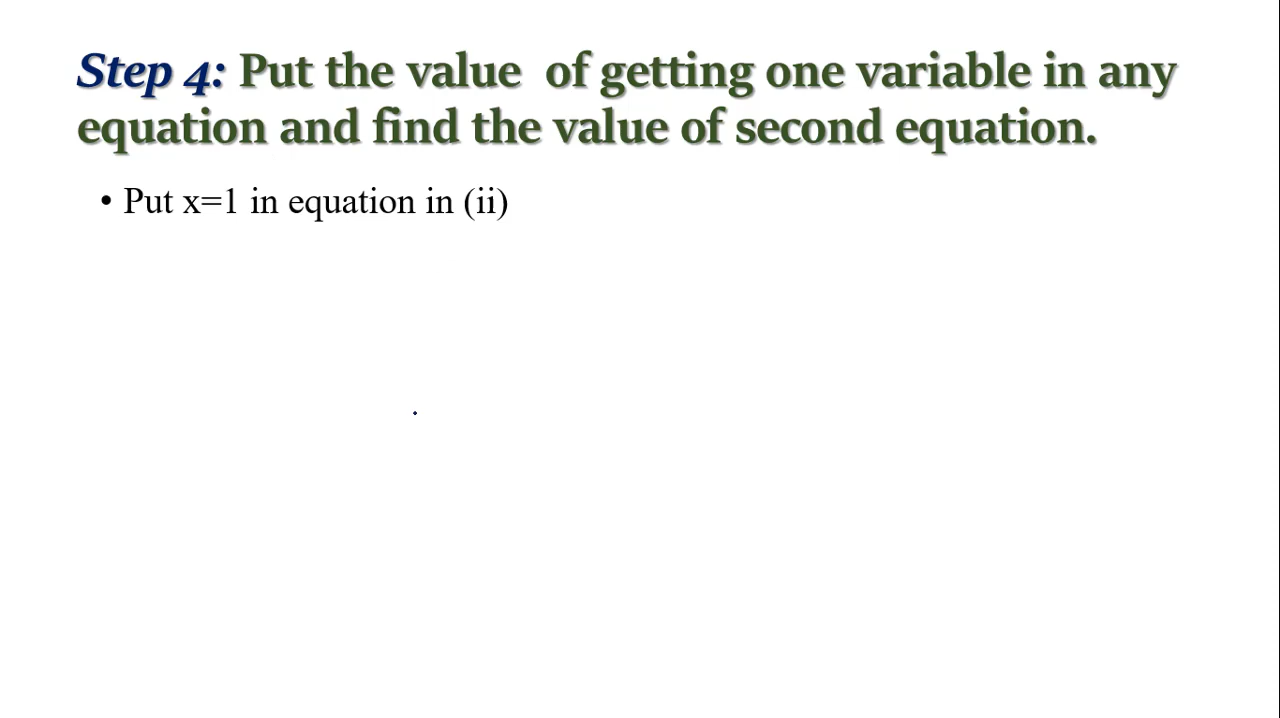 Step 4: Put the value of getting one variable in any
equation and find the value of second equation.
• Put x=1 in equation in (ii)